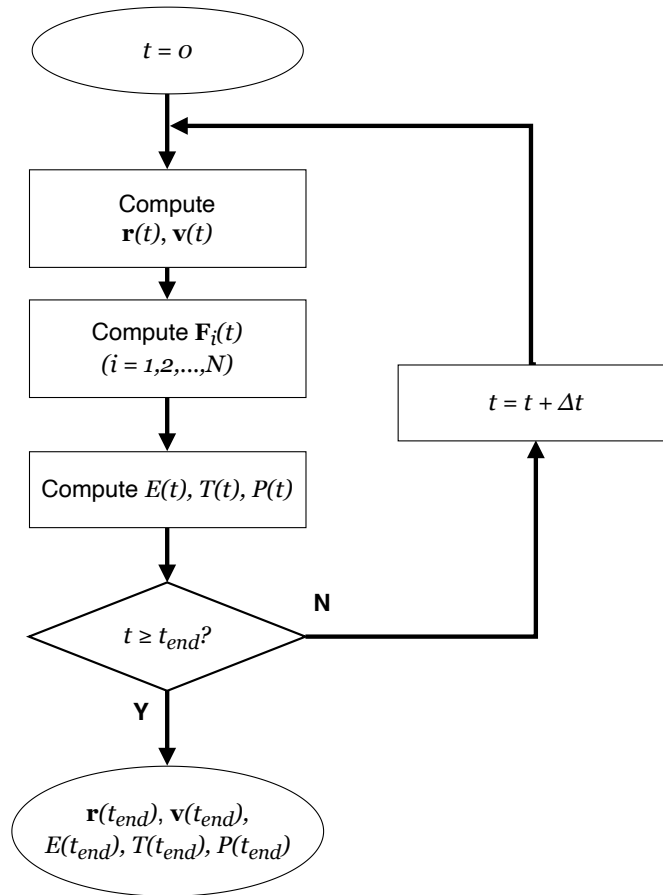 t = 0
Compute
r(t), v(t)
Compute Fi(t)
(i = 1,2,...,N)
t = t + Δt
Compute E(t), T(t), P(t)
N
t ≥ tend?
Y
r(tend), v(tend),
E(tend), T(tend), P(tend)